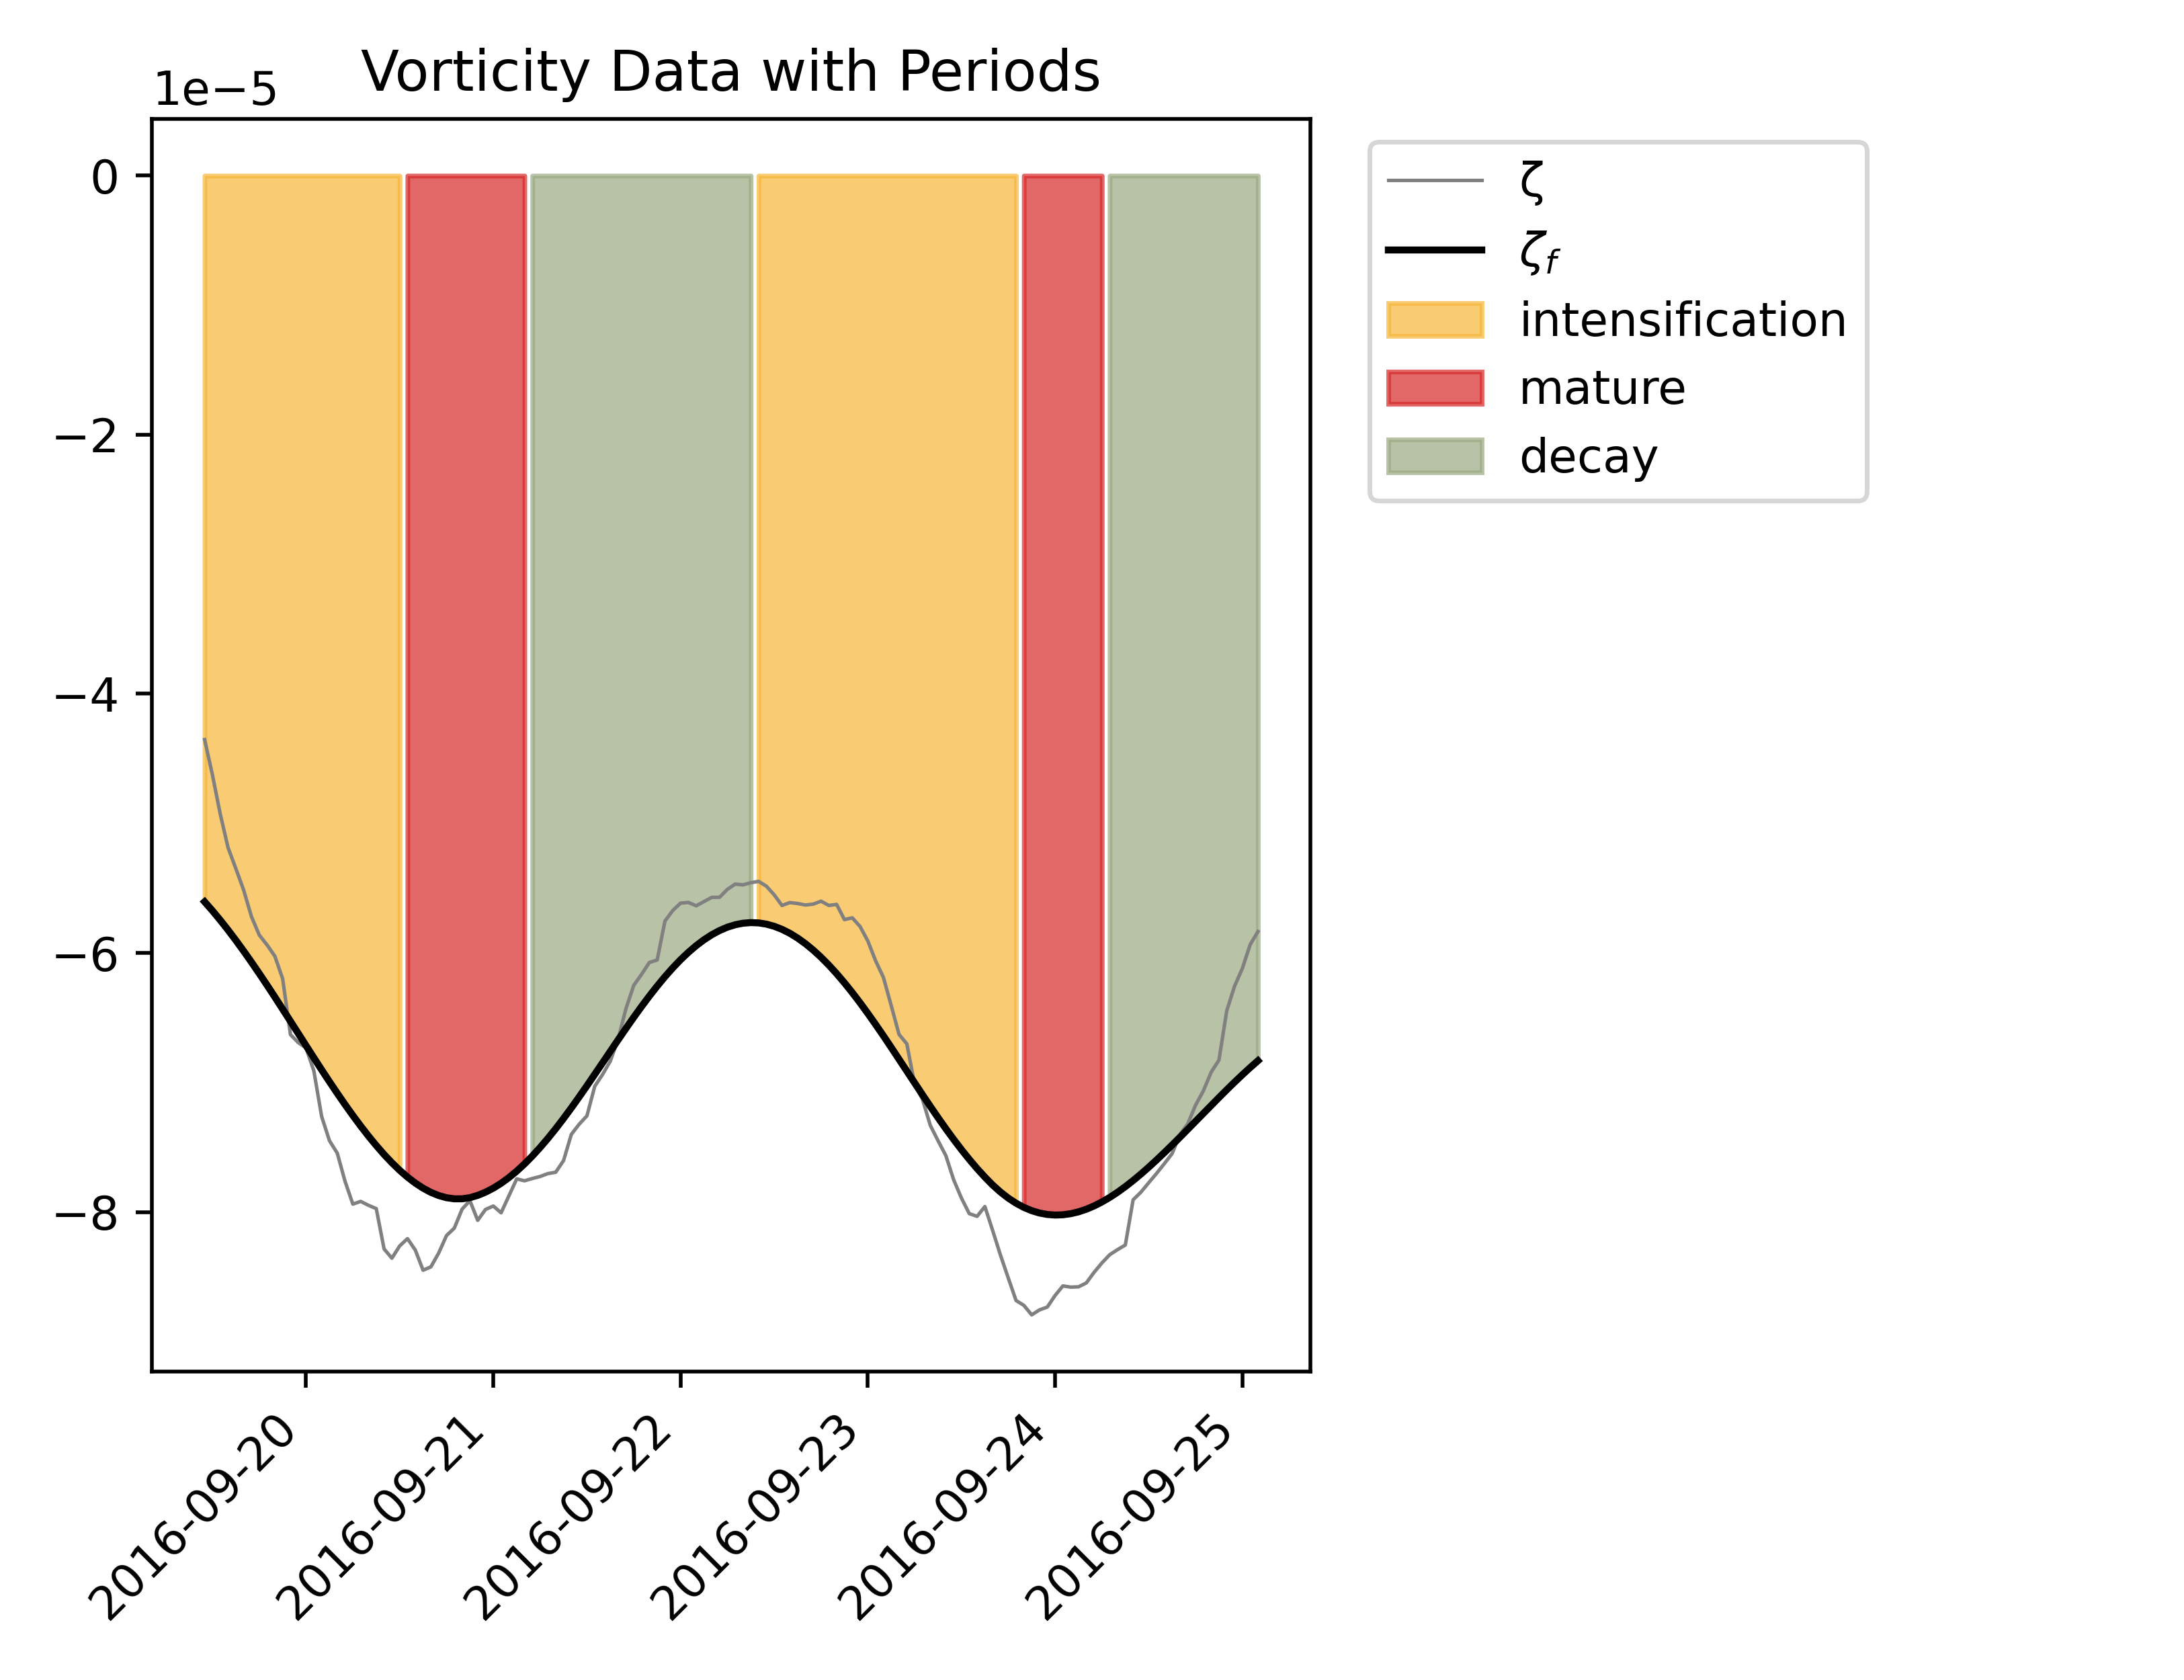 Vorticity Data with Periods
1e−5
0
−2
−4
−6
−8
2016-09-20
2016-09-21
2016-09-22
2016-09-23
2016-09-24
2016-09-25
ζ
ζf
intensification
mature
decay